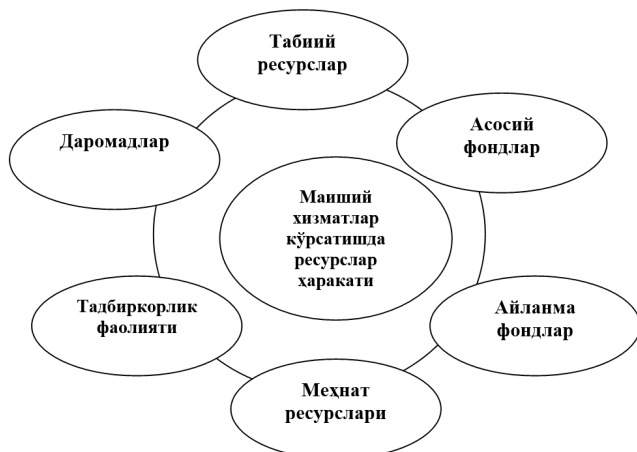 Табиий
ресурслар
Асосий
фондлар
Даромадлар
Маиший
хизматлар
кўрсатишда
ресурслар
ҳаракати
Тадбиркорлик
фаолияти
Айланма
фондлар
Меҳнат
ресурслари